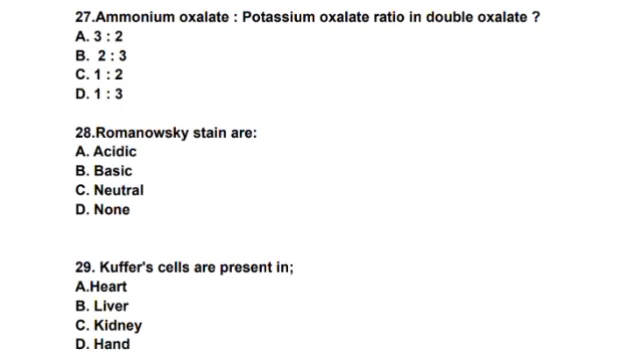 27.Ammonium oxalate : Potassium oxalate ratio in double oxalate ?
A. 3 : 2
B. 2 : 3
C. 1 : 2
D. 1 : 3
28.Romanowsky stain are:
A. Acidic
B. Basic
C. Neutral
D. None
29. Kuffer's cells are present in;
A.Heart
B. Liver
C. Kidney
D. Hand